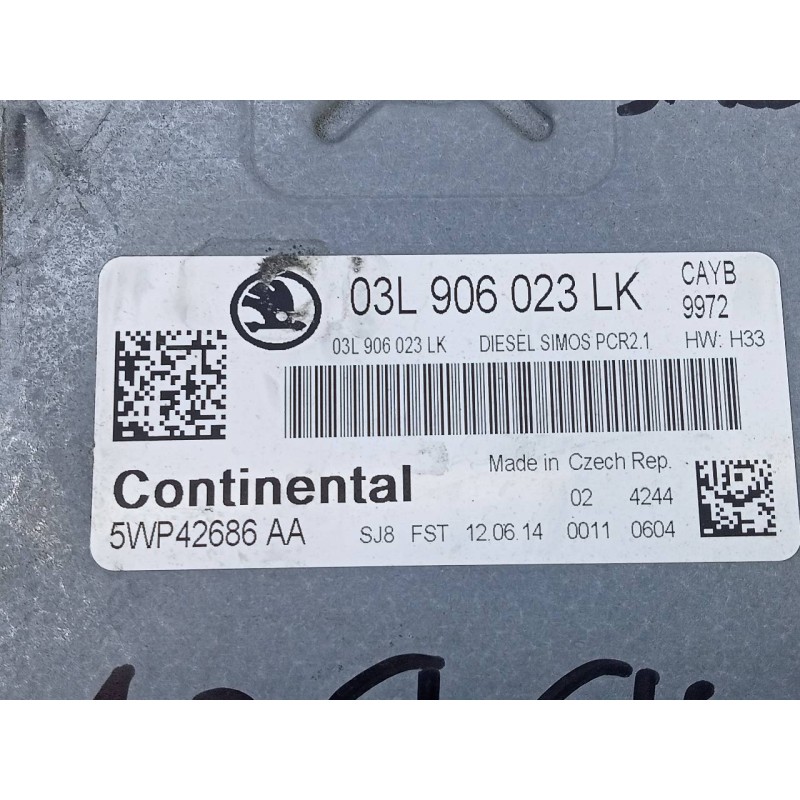 03L 906 023 LK CAYB
9972
03L 906 023 LK DIESEL SIMOS PCR2.1 HW: H33
Made in Czech Rep.
Continental 02 4244
5WP42686 AA SJ8 FST 12.06.14 0011 0604